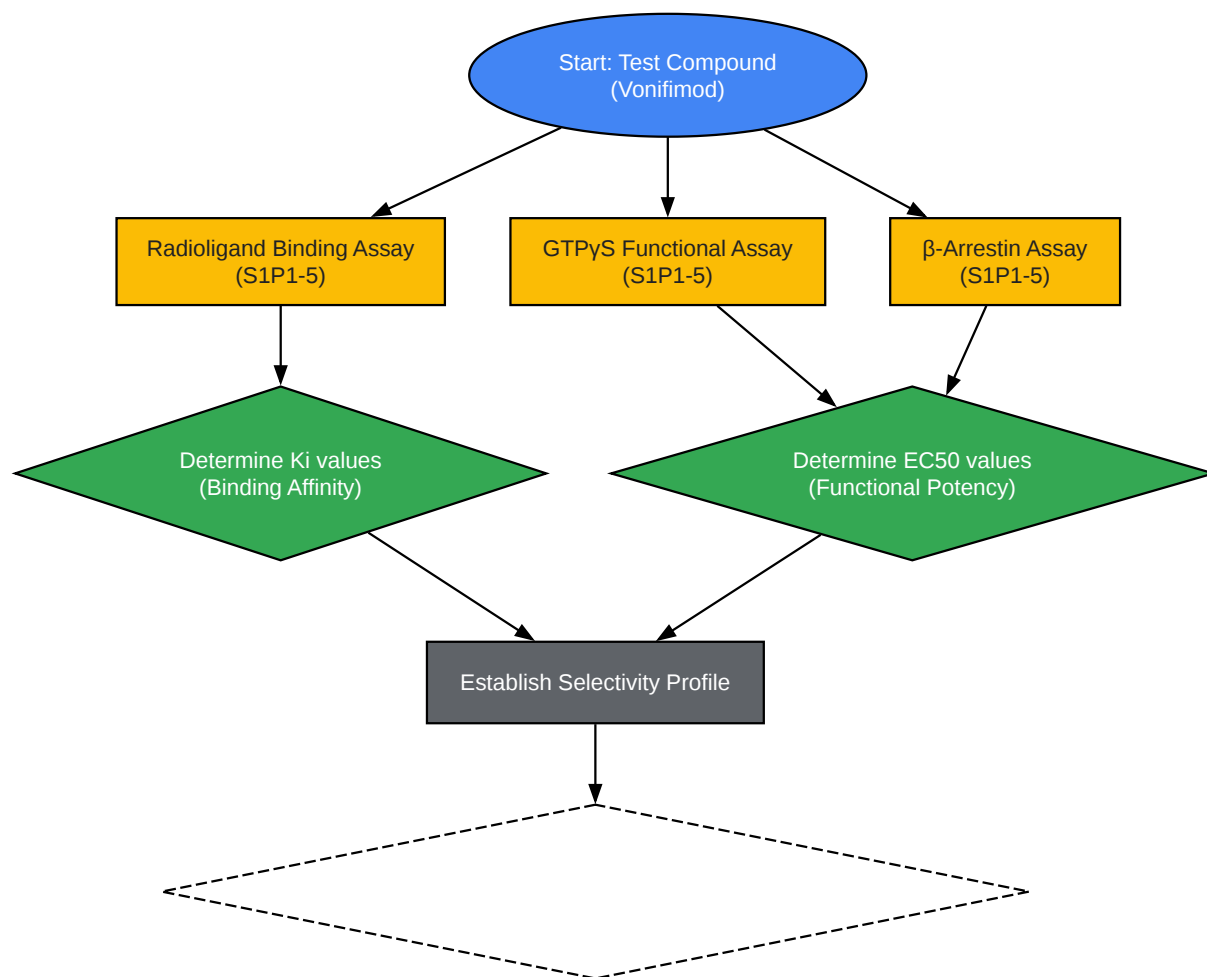 Start: Test Compound
(Vonifimod)
Radioligand Binding Assay
(S1P1-5)
GTPγS Functional Assay
(S1P1-5)
β-Arrestin Assay
(S1P1-5)
Determine Ki values
(Binding Affinity)
Determine EC50 values
(Functional Potency)
Establish Selectivity Profile